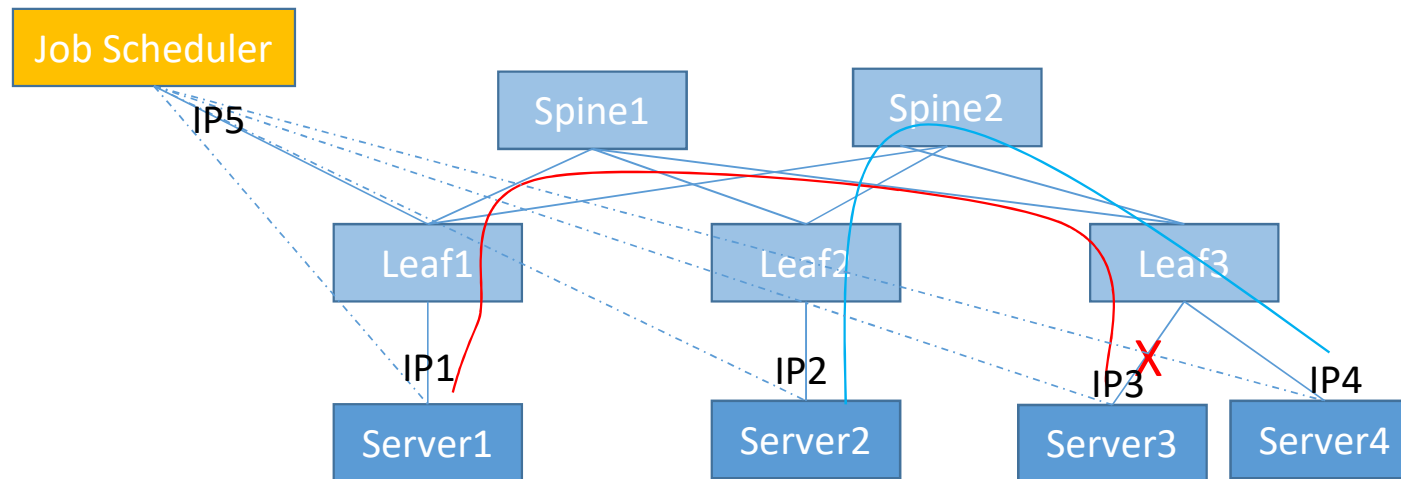 Job Scheduler
IP5
Spine1
Spine2
Leaf1
Leaf2
Leaf3
IP1
IP2
IP3
X
IP4
Server1
Server2
Server3
Server4